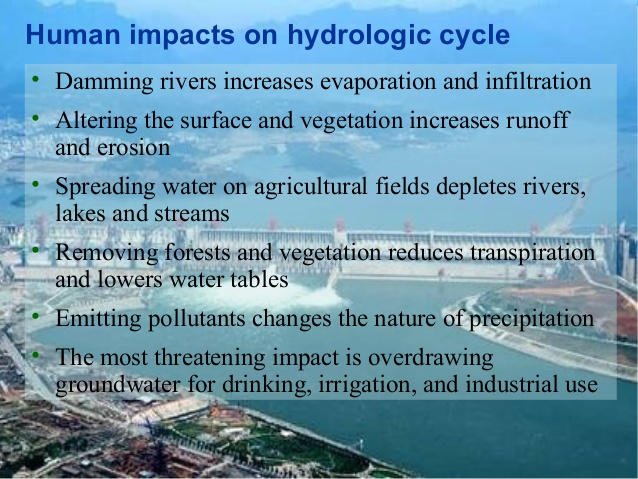 Human impacts on hydrologic cycle
• Damming rivers increases evaporation and infiltration
• Altering the surface and vegetation increases runoff
and erosion
• Spreading water on agricultural fields depletes rivers,
lakes and streams
• Removing forests and vegetation reduces transpiration
and lowers water tables
• Emitting pollutants changes the nature of precipitation
• The most threatening impact is overdrawing
groundwater for drinking, irrigation, and industrial use